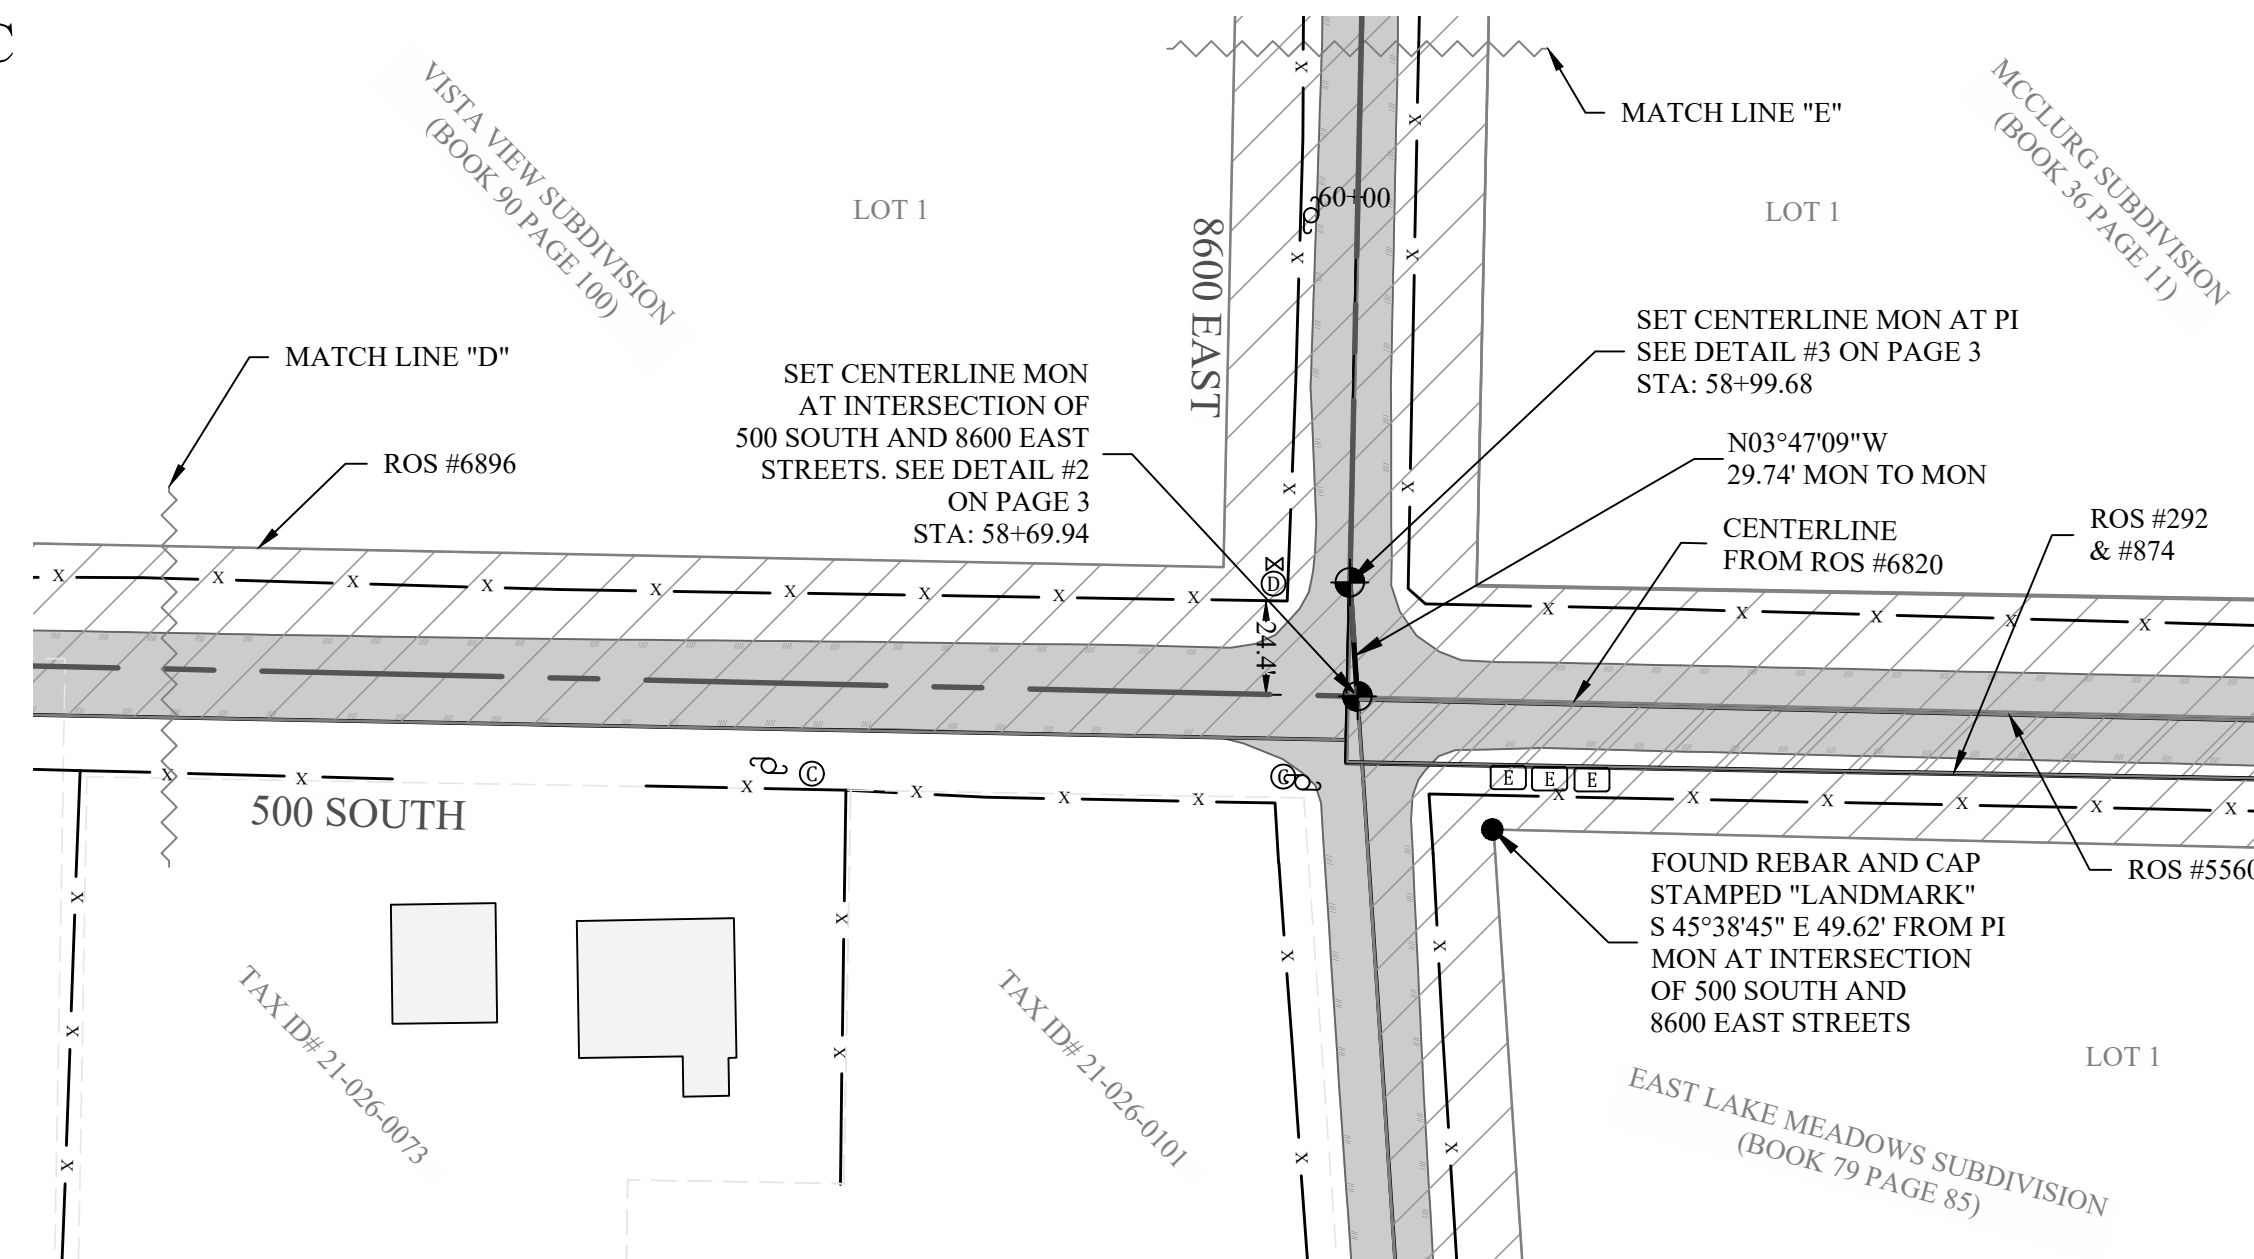 C
MATCH LINE "E"
VISTA VIEW SUBDIVISION
(BOOK 90 PAGE 100)
LOT 1
60+00
8600 EAST
LOT 1
MCCLURG SUBDIVISION
(BOOK 36 PAGE 11)
MATCH LINE "D"
ROS #6896
SET CENTERLINE MON
AT INTERSECTION OF
500 SOUTH AND 8600 EAST
STREETS. SEE DETAIL #2
ON PAGE 3
STA: 58+69.94
SET CENTERLINE MON AT PI
SEE DETAIL #3 ON PAGE 3
STA: 58+99.68
N03°47'09"W
29.74' MON TO MON
CENTERLINE
FROM ROS #6820
ROS #292
& #874
D
24.4'
C
C
E E E
500 SOUTH
ROS #5560
FOUND REBAR AND CAP
STAMPED "LANDMARK"
S 45°38'45" E 49.62' FROM PI
MON AT INTERSECTION
OF 500 SOUTH AND
8600 EAST STREETS
TAX ID# 21-026-0073
TAX ID# 21-026-0101
LOT 1
EAST LAKE MEADOWS SUBDIVISION
(BOOK 79 PAGE 85)